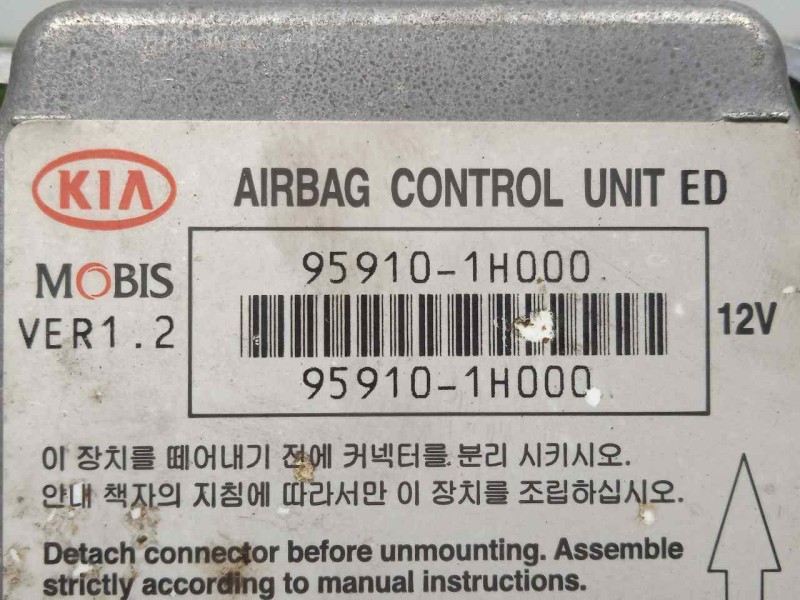 KIA AIRBAG CONTROL UNIT ED
MOBIS
VER1.2
95910-1H000
95910-1H000
12V
이 장치를 떼어내기 전에 커넥터를 분리 시키시오.
안내 책자의 지침에 따라서만 이 장치를 조립하십시오.
Detach connector before unmounting. Assemble
strictly according to manual instructions.